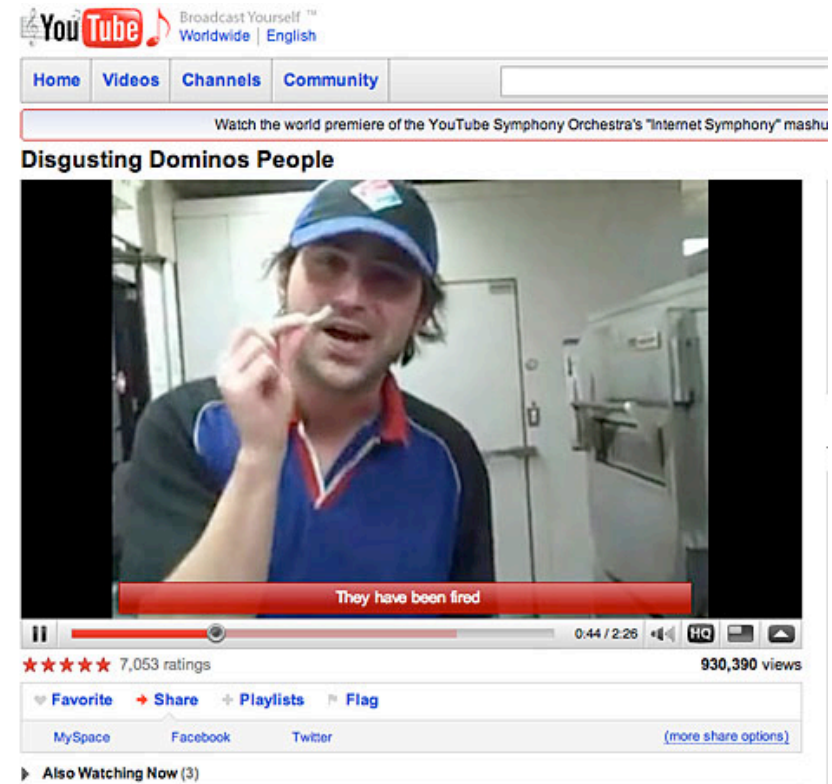 YouTube
Broadcast Yourself ™
Worldwide | English
Home Videos Channels Community
Watch the world premiere of the YouTube Symphony Orchestra's "Internet Symphony" mashu
Disgusting Dominos People
They have been fired
0:44 / 2:26 HQ
7,053 ratings 930,390 views
Favorite Share Playlists Flag
MySpace Facebook Twitter (more share options)
Also Watching Now (3)